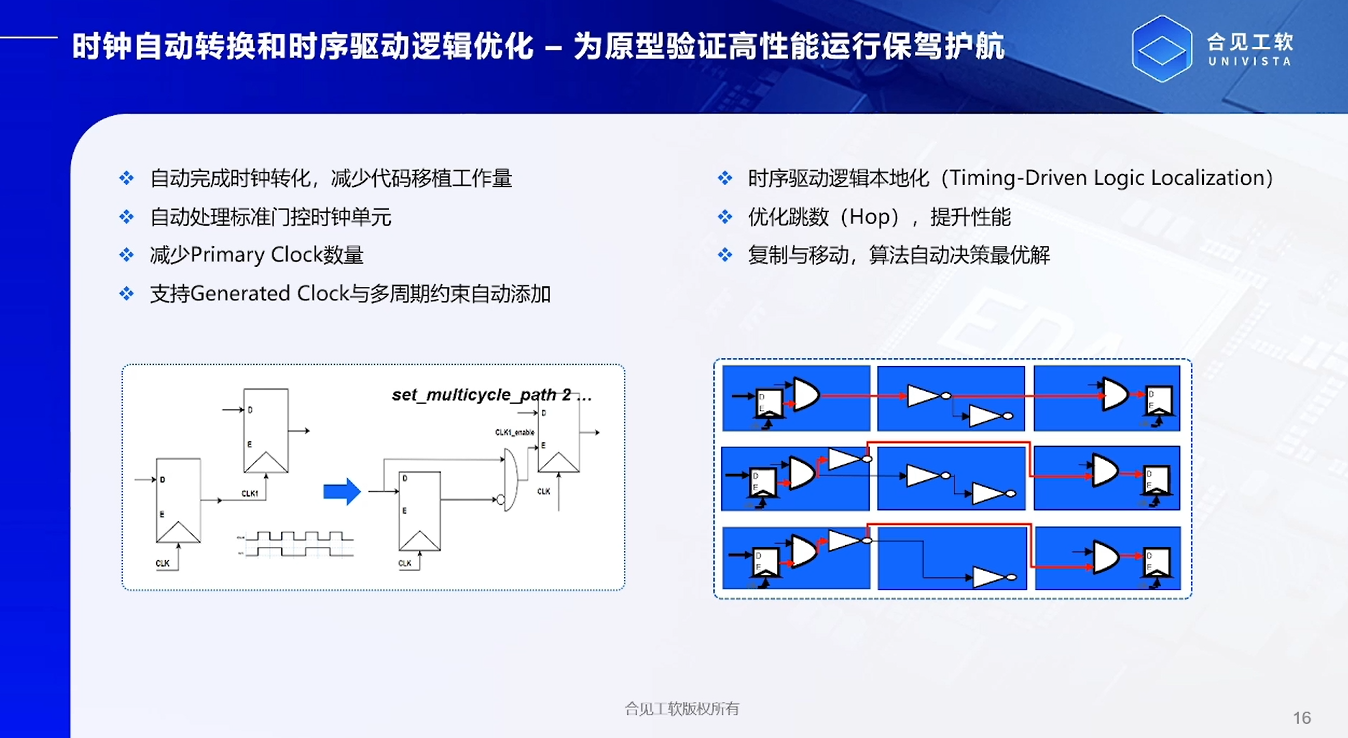 时钟自动转换和时序驱动逻辑优化 – 为原型验证高性能运行保驾护航
合见工软
UNIVISTA
自动完成时钟转化，减少代码移植工作量
自动处理标准门控时钟单元
减少Primary Clock数量
支持Generated Clock与多周期约束自动添加
时序驱动逻辑本地化（Timing-Driven Logic Localization）
优化跳数（Hop），提升性能
复制与移动，算法自动决策最优解
set_multicycle_path 2 ...
D
E
CLK1
D
E
CLK
CLK1_enable
D
E
CLK
D
E
CLK
D
E
D
E
D
E
D
E
D
E
D
E
合见工软版权所有
16